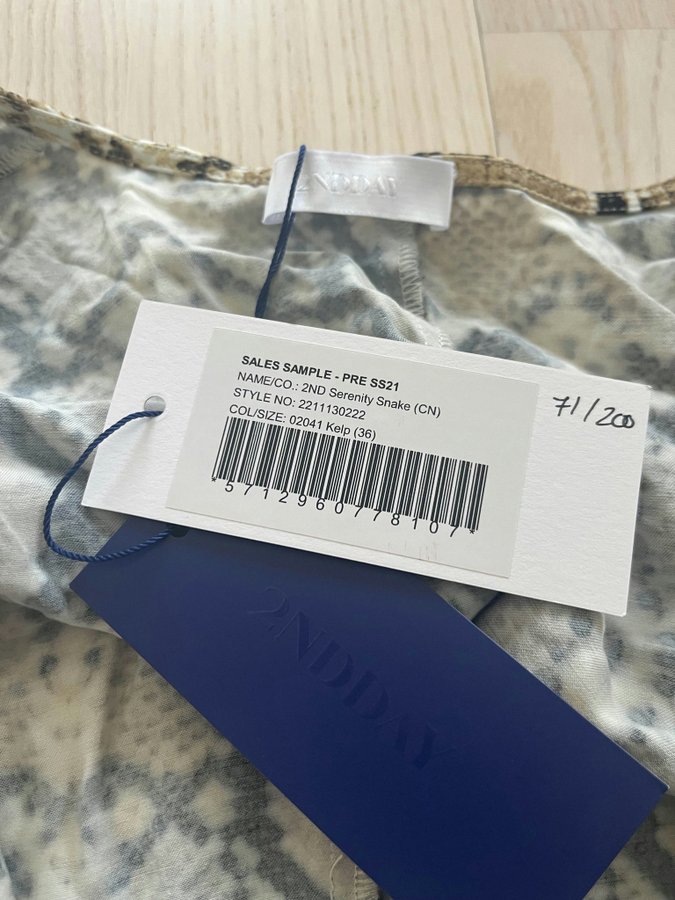 2NDDAY
SALES SAMPLE - PRE SS21
NAME/CO.: 2ND Serenity Snake (CN)
STYLE NO: 2211130222
COL/SIZE: 02041 Kelp (36)
*5712960778107*
71/200
2NDDAY